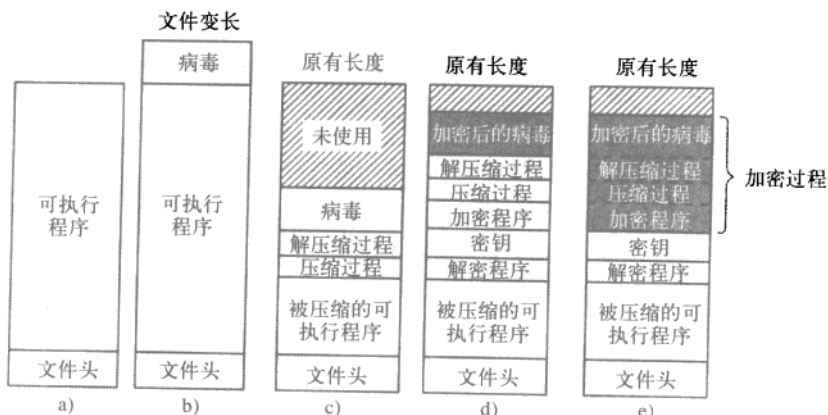 可执行
程序
文件头
a)
文件变长
病毒
可执行
程序
文件头
b)
原有长度
未使用
病毒
解压缩过程
压缩过程
被压缩的可
执行程序
文件头
c)
原有长度
加密后的病毒
解压缩过程
压缩过程
加密程序
密钥
解密程序
被压缩的可
执行程序
文件头
d)
原有长度
加密后的病毒
解压缩过程
压缩过程
加密程序
密钥
解密程序
被压缩的可
执行程序
文件头
e)
加密过程